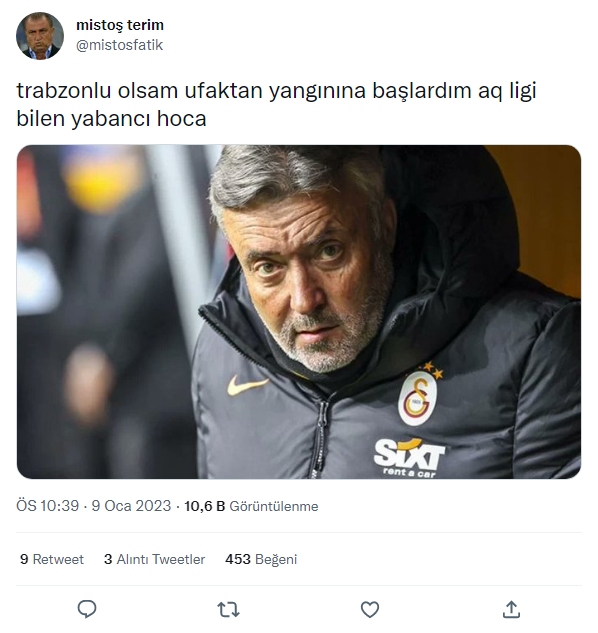 mistoş terim
@mistosfatik
trabzonlu olsam ufaktan yangınına başlardım aq ligi
bilen yabancı hoca
SIXT
rent a car
ÖS 10:39 · 9 Oca 2023 · 10,6 B Görüntülenme
9 Retweet 3 Alıntı Tweetler 453 Beğeni